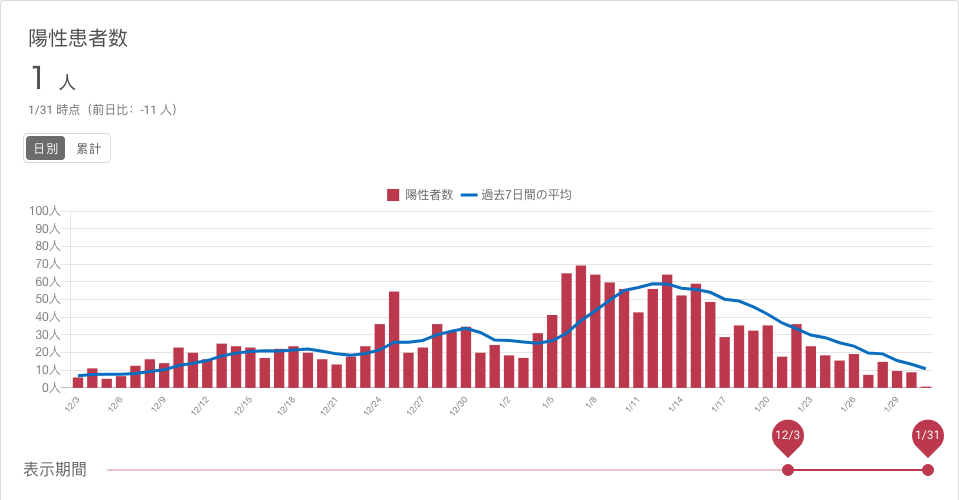 陽性患者数
1 人
1/31 時点（前日比：-11 人）
日別 累計
陽性者数 過去7日間の平均
100人
90人
80人
70人
60人
50人
40人
30人
20人
10人
0人
12/3 12/6 12/9 12/12 12/15 12/18 12/21 12/24 12/27 12/30 1/2 1/5 1/8 1/11 1/14 1/17 1/20 1/23 1/26 1/29
12/3 1/31
表示期間